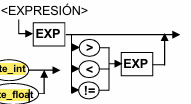 <EXPRESIÓN>
EXP
>
<
EXP
!=
te_int
te_float